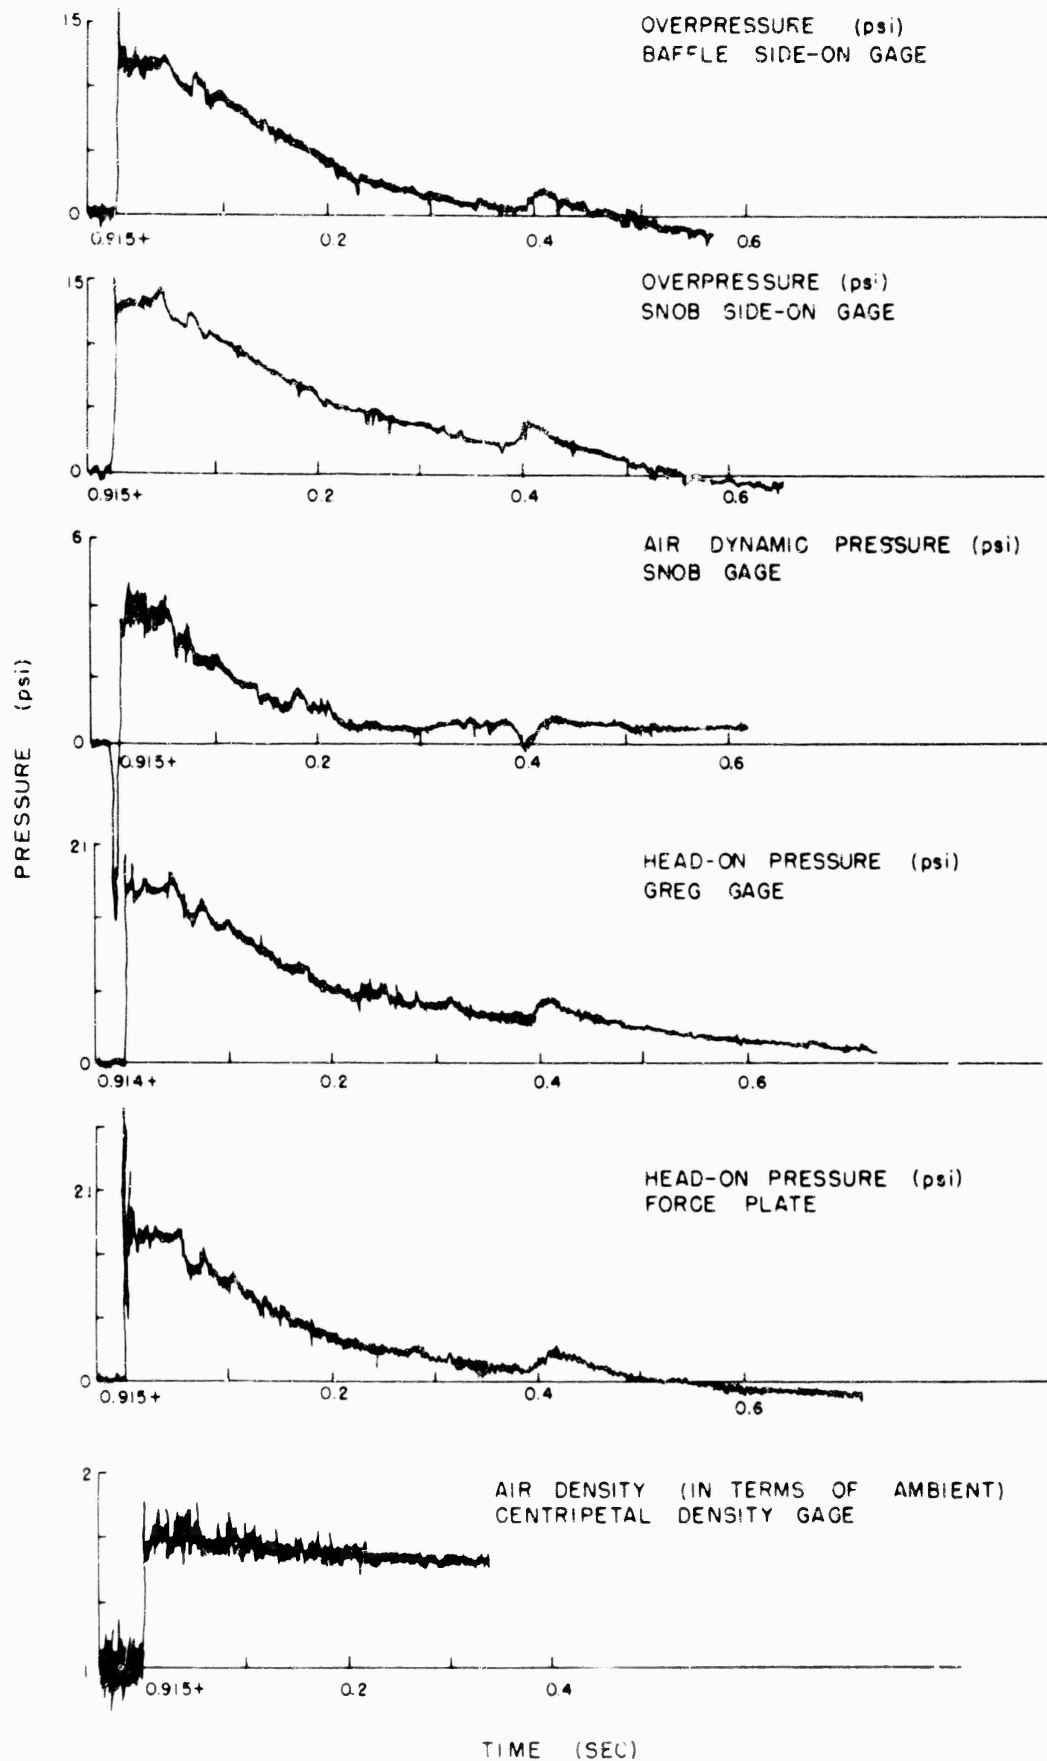 15
OVERPRESSURE (psi)
BAFFLE SIDE-ON GAGE
0
0.915+ 0.2 0.4 0.6
15
OVERPRESSURE (psi)
SNOB SIDE-ON GAGE
0
0.915+ 0.2 0.4 0.6
6
AIR DYNAMIC PRESSURE (psi)
SNOB GAGE
0
0.915+ 0.2 0.4 0.6
PRESSURE (psi)
21
HEAD-ON PRESSURE (psi)
GREG GAGE
0
0.914+ 0.2 0.4 0.6
21
HEAD-ON PRESSURE (psi)
FORCE PLATE
0
0.915+ 0.2 0.4 0.6
2
AIR DENSITY (IN TERMS OF AMBIENT)
CENTRIPETAL DENSITY GAGE
1
0.915+ 0.2 0.4
TIME (SEC)